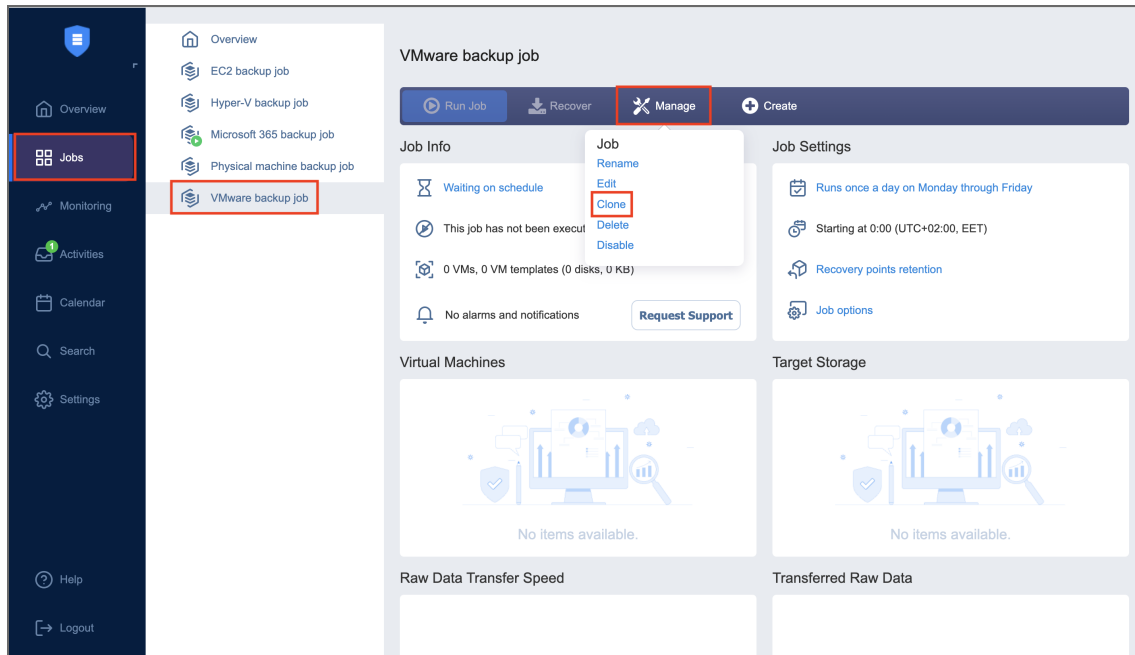 Overview
Jobs
Monitoring
1
Activities
Calendar
Search
Settings
Help
Logout
Overview
EC2 backup job
Hyper-V backup job
Microsoft 365 backup job
Physical machine backup job
VMware backup job
VMware backup job
Run Job
Recover
Manage
Create
Job
Rename
Edit
Clone
Delete
Disable
Job Info
Waiting on schedule
This job has not been execut
0 VMs, 0 VM templates (0 disks, 0 KB)
No alarms and notifications
Request Support
Job Settings
Runs once a day on Monday through Friday
Starting at 0:00 (UTC+02:00, EET)
Recovery points retention
Job options
Virtual Machines
No items available.
Target Storage
No items available.
Raw Data Transfer Speed
Transferred Raw Data